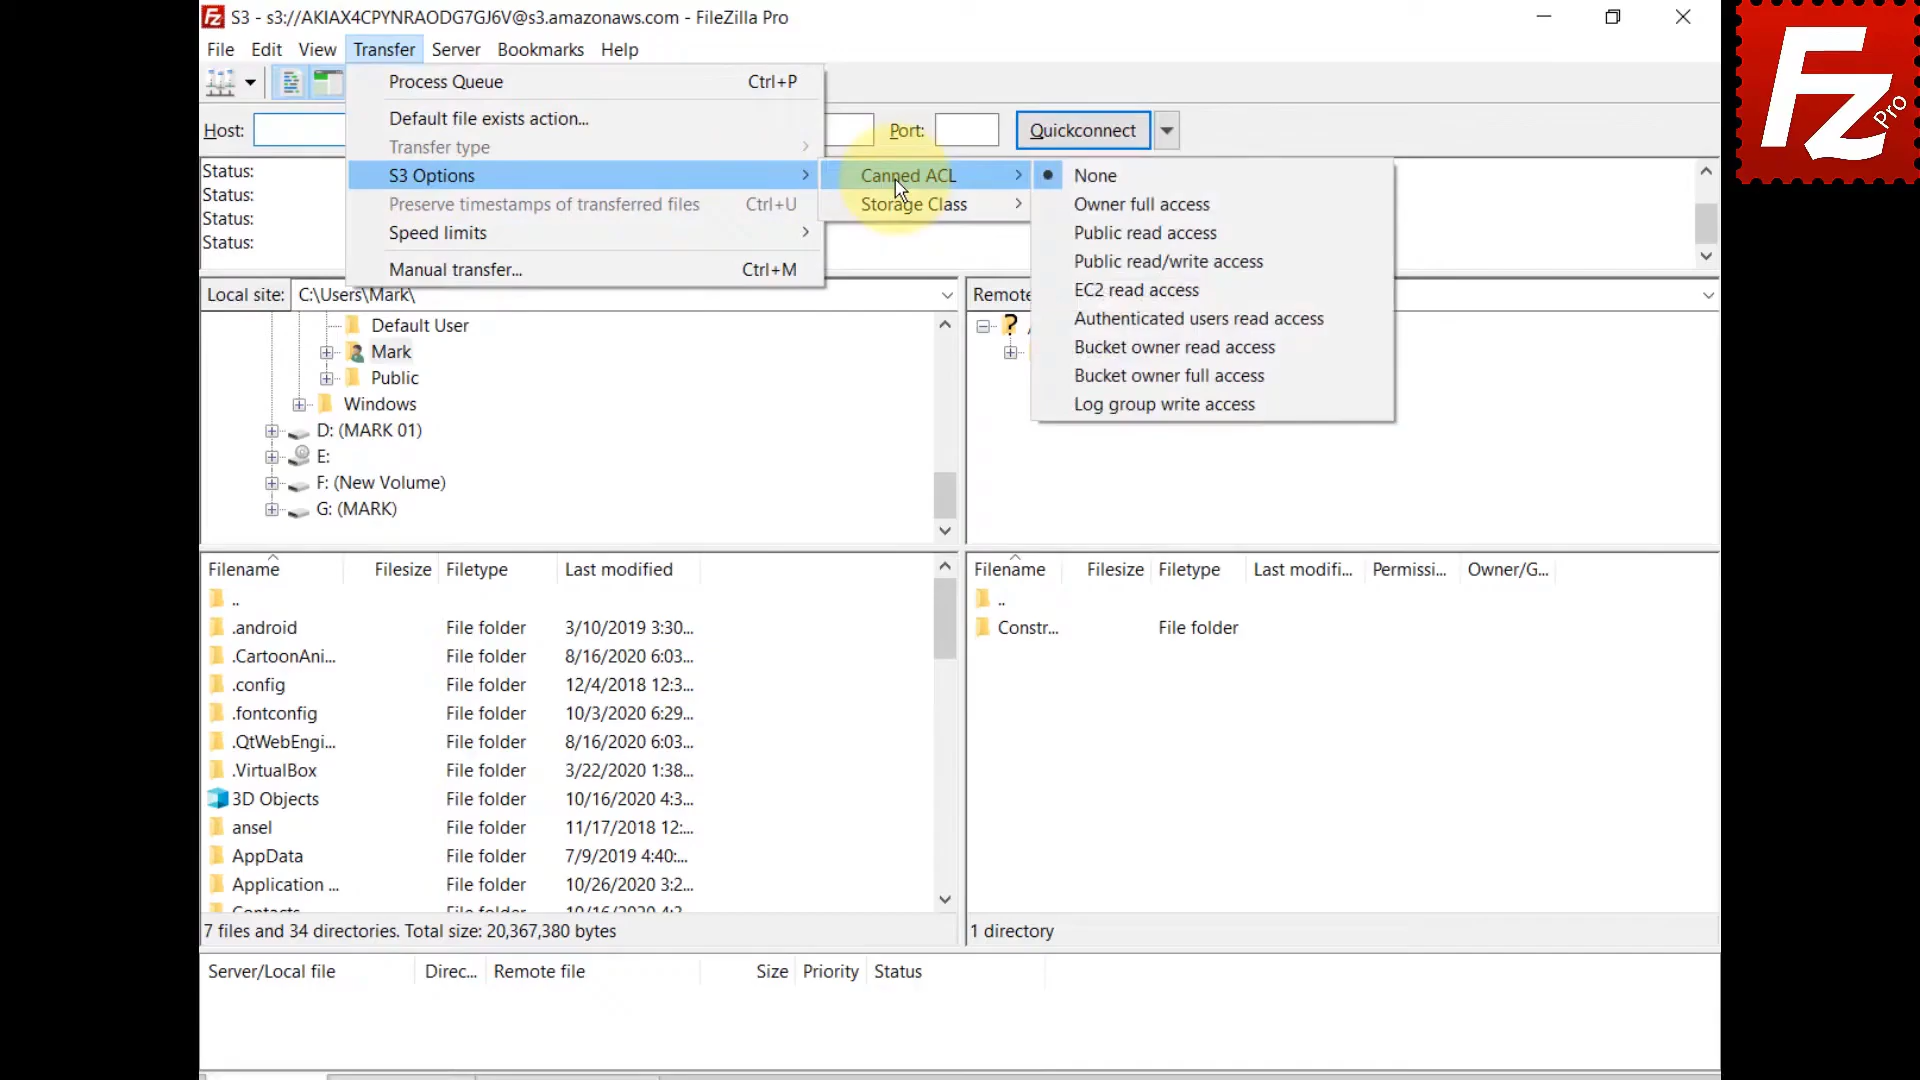 S3 - s3://AKIAX4CPYNRAODG7GJ6V@s3.amazonaws.com - FileZilla Pro
File Edit View Transfer Server Bookmarks Help
Process Queue Ctrl+P
Default file exists action...
Transfer type
S3 Options
Preserve timestamps of transferred files Ctrl+U
Speed limits
Manual transfer... Ctrl+M
Canned ACL
Storage Class
None
Owner full access
Public read access
Public read/write access
EC2 read access
Authenticated users read access
Bucket owner read access
Bucket owner full access
Log group write access
Host: Port: Quickconnect
Status:
Status:
Status:
Status:
Local site: C:\Users\Mark\
Default User
Mark
Public
Windows
D: (MARK 01)
E:
F: (New Volume)
G: (MARK)
Remote
Filename Filesize Filetype Last modified
..
.android File folder 3/10/2019 3:30...
.CartoonAni... File folder 8/16/2020 6:03...
.config File folder 12/4/2018 12:3...
.fontconfig File folder 10/3/2020 6:29...
.QtWebEngi... File folder 8/16/2020 6:03...
.VirtualBox File folder 3/22/2020 1:38...
3D Objects File folder 10/16/2020 4:3...
ansel File folder 11/17/2018 12:...
AppData File folder 7/9/2019 4:40:...
Application ... File folder 10/26/2020 3:2...
7 files and 34 directories. Total size: 20,367,380 bytes
Filename Filesize Filetype Last modifi... Permissi... Owner/G...
..
Constr... File folder
1 directory
Server/Local file Direc... Remote file Size Priority Status
Fz Pro